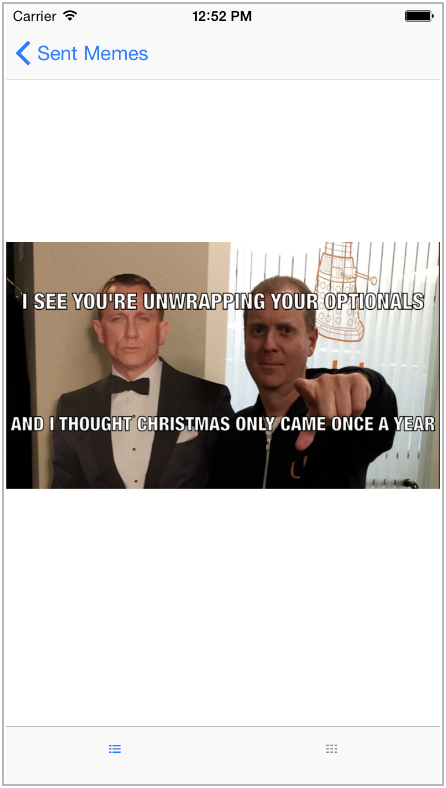 Carrier 12:52 PM
Sent Memes
I SEE YOU'RE UNWRAPPING YOUR OPTIONALS
AND I THOUGHT CHRISTMAS ONLY CAME ONCE A YEAR